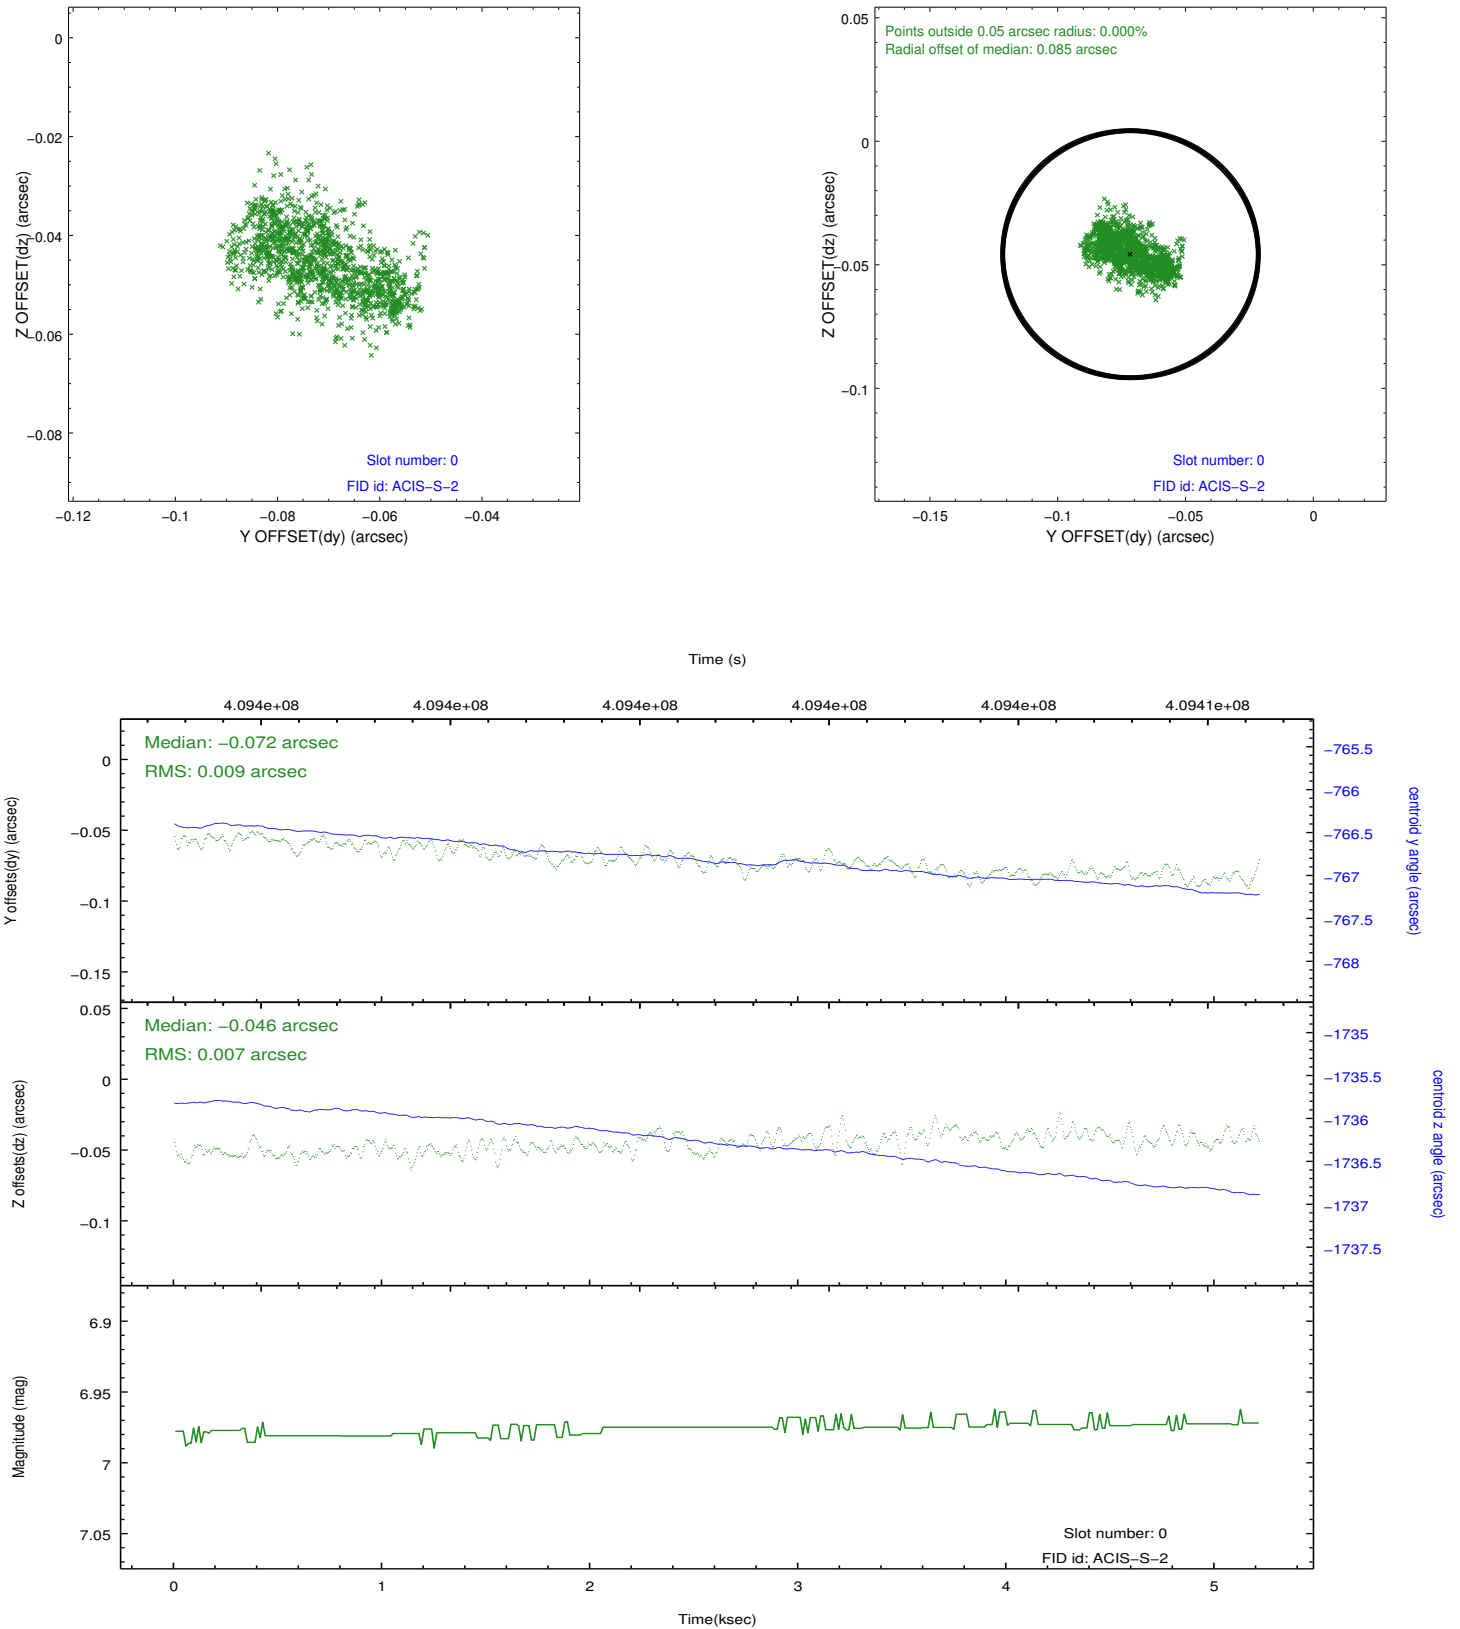 0
−0.02
−0.04
−0.06
−0.08
Z OFFSET(dz) (arcsec)
−0.12 −0.1 −0.08 −0.06 −0.04
Y OFFSET(dy) (arcsec)
Slot number: 0
FID id: ACIS−S−2
Points outside 0.05 arcsec radius: 0.000%
Radial offset of median: 0.085 arcsec
0.05
0
−0.05
−0.1
Z OFFSET(dz) (arcsec)
−0.15 −0.1 −0.05 0
Y OFFSET(dy) (arcsec)
Slot number: 0
FID id: ACIS−S−2
Time (s)
4.094e+08 4.094e+08 4.094e+08 4.094e+08 4.094e+08 4.0941e+08
Median: −0.072 arcsec
RMS: 0.009 arcsec
0
−0.05
−0.1
−0.15
Y offsets(dy) (arcsec)
−765.5
−766
−766.5
−767
−767.5
−768
centroid y angle (arcsec)
Median: −0.046 arcsec
RMS: 0.007 arcsec
0.05
0
−0.05
−0.1
Z offsets(dz) (arcsec)
−1735
−1735.5
−1736
−1736.5
−1737
−1737.5
centroid z angle (arcsec)
6.9
6.95
7
7.05
Magnitude (mag)
Slot number: 0
FID id: ACIS−S−2
0 1 2 3 4 5
Time(ksec)